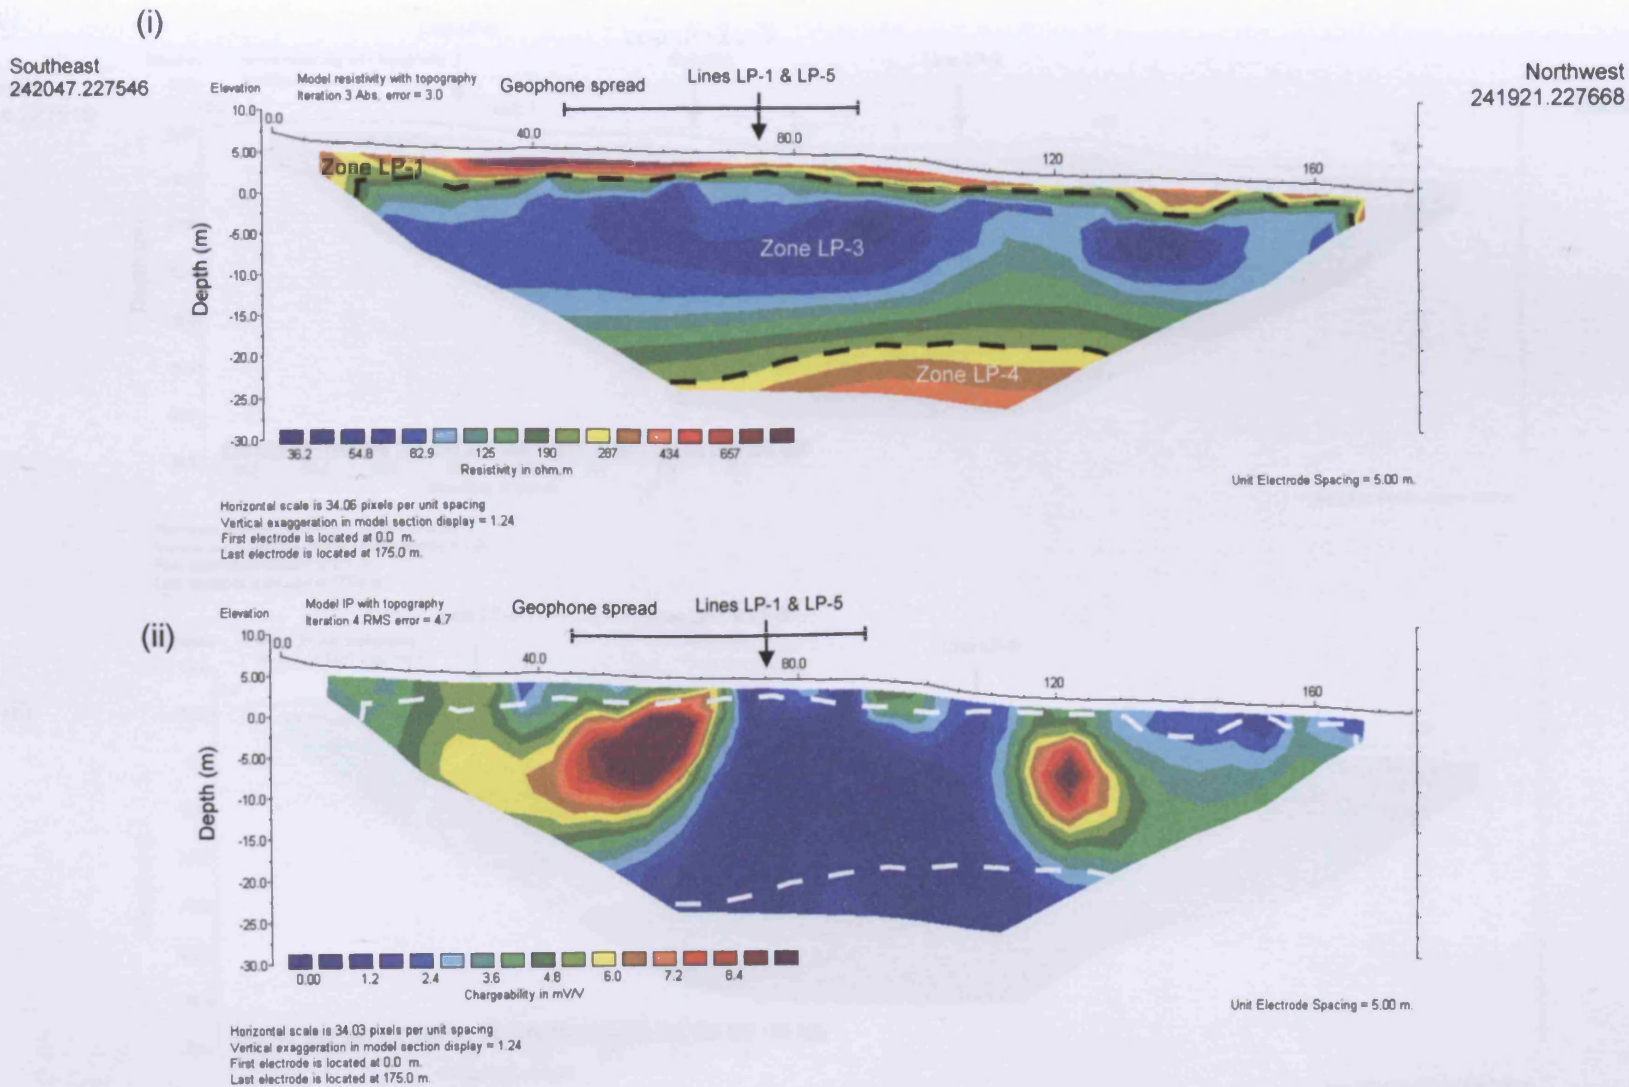 (i)
Southeast
242047.227546
Northwest
241921.227668
Elevation
Model resistivity with topography
Iteration 3 Abs. error = 3.0
Geophone spread
Lines LP-1 & LP-5
10.0
5.00
0.0
-5.00
-10.0
-15.0
-20.0
-25.0
-30.0
Depth (m)
0.0
40.0
80.0
120
160
Zone LP-1
Zone LP-3
Zone LP-4
36.2 54.8 82.9 125 190 287 434 657
Resistivity in ohm.m
Unit Electrode Spacing = 5.00 m.
Horizontal scale is 34.06 pixels per unit spacing
Vertical exaggeration in model section display = 1.24
First electrode is located at 0.0 m.
Last electrode is located at 175.0 m.
(ii)
Elevation
Model IP with topography
Iteration 4 RMS error = 4.7
Geophone spread
Lines LP-1 & LP-5
10.0
5.00
0.0
-5.00
-10.0
-15.0
-20.0
-25.0
-30.0
Depth (m)
0.0
40.0
80.0
120
160
0.00 1.2 2.4 3.6 4.8 6.0 7.2 8.4
Chargeability in mV/V
Unit Electrode Spacing = 5.00 m.
Horizontal scale is 34.03 pixels per unit spacing
Vertical exaggeration in model section display = 1.24
First electrode is located at 0.0 m.
Last electrode is located at 175.0 m.